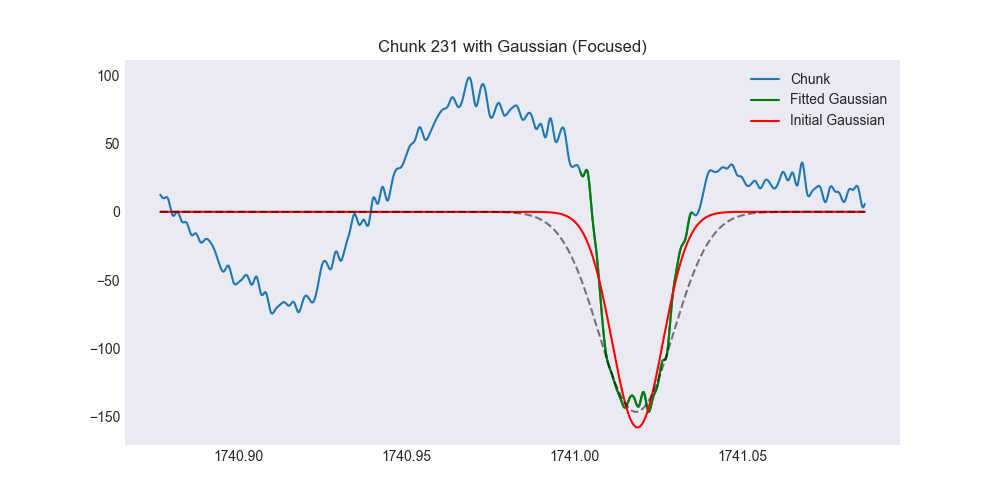 Chunk 231 with Gaussian (Focused)
Chunk
Fitted Gaussian
Initial Gaussian
100
50
0
−50
−100
−150
1740.90 1740.95 1741.00 1741.05